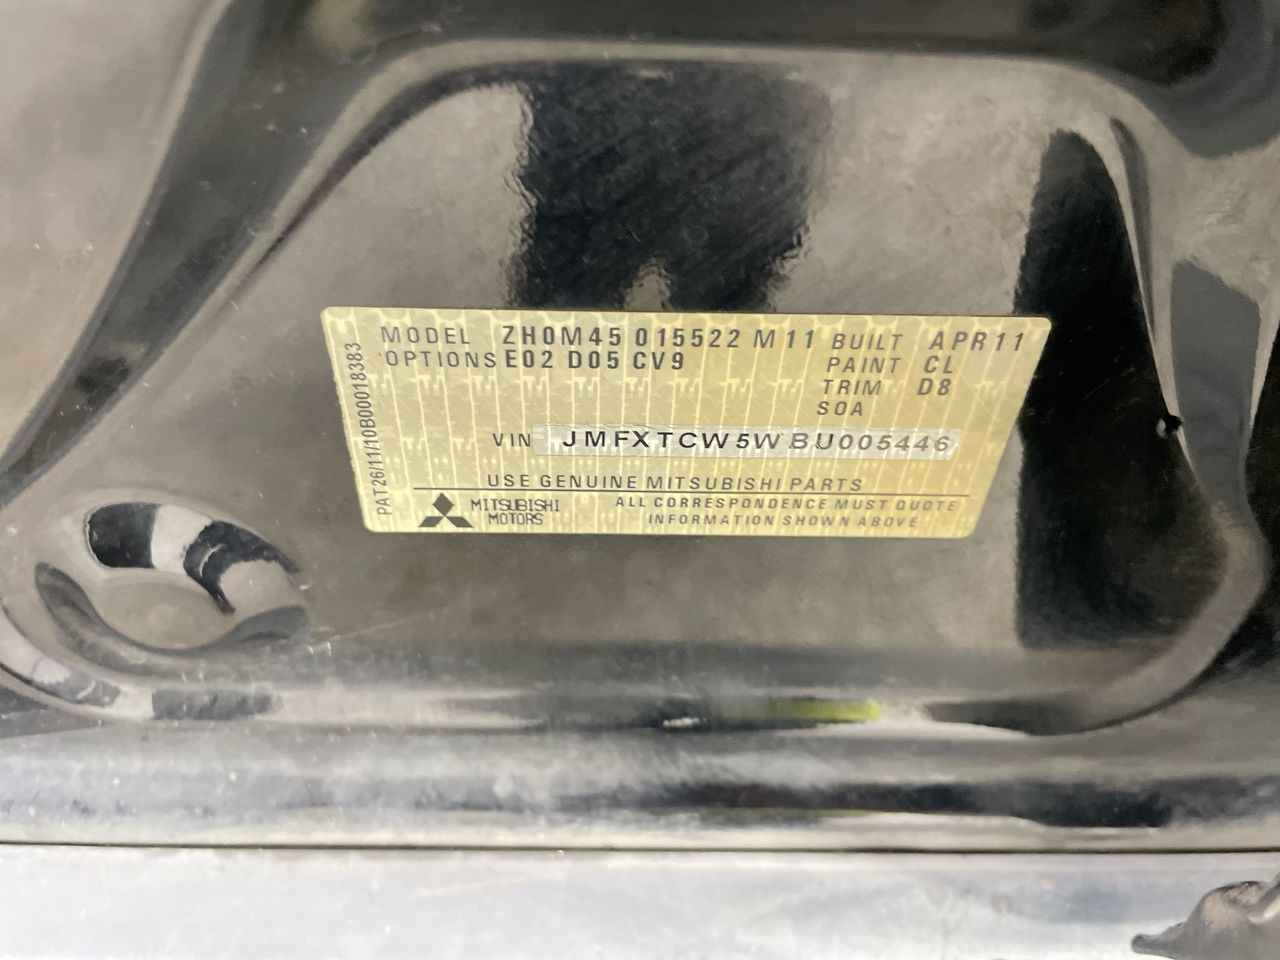 MODEL ZH0M45 015522 M11 BUILT APR11
OPTIONS E02 D05 CV9 PAINT CL
TRIM D8
SOA
VIN JMFXTCW5WBU005446
USE GENUINE MITSUBISHI PARTS
MITSUBISHI MOTORS
ALL CORRESPONDENCE MUST QUOTE
INFORMATION SHOWN ABOVE
PAT26/11/10B00018383